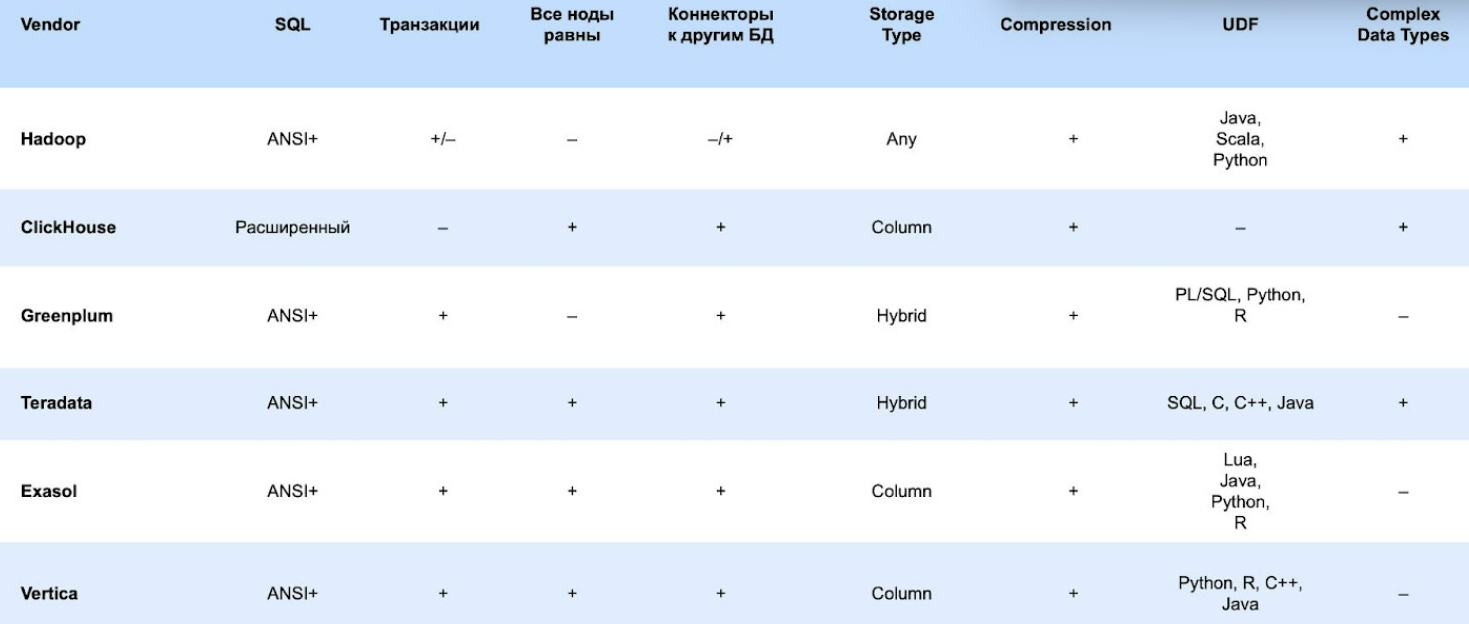 Vendor SQL Транзакции Все ноды равны Коннекторы к другим БД Storage Type Compression UDF Complex Data Types
Hadoop ANSI+ +/– – –/+ Any + Java, Scala, Python +
ClickHouse Расширенный – + + Column + – +
Greenplum ANSI+ + – + Hybrid + PL/SQL, Python, R –
Teradata ANSI+ + + + Hybrid + SQL, C, C++, Java +
Exasol ANSI+ + + + Column + Lua, Java, Python, R –
Vertica ANSI+ + + + Column + Python, R, C++, Java –